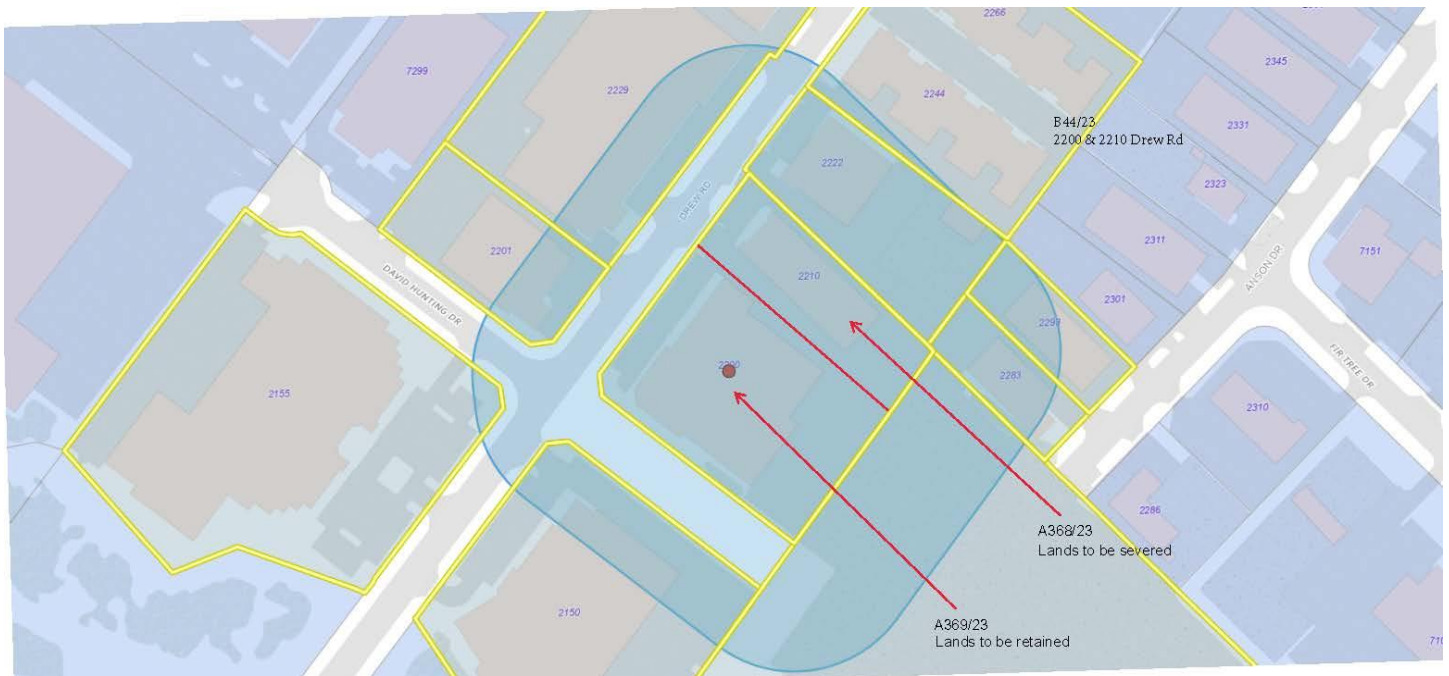 2266
2345
7299
2229
2244
2331
B44/23
2200 & 2210 Drew Rd
2222
2323
DREW RD
2311
7151
2201
ANSON DR
2210
DAVID HUNTING DR
2301
FIR TREE DR
2283
2155
2310
2286
A368/23
Lands to be severed
2150
A369/23
Lands to be retained